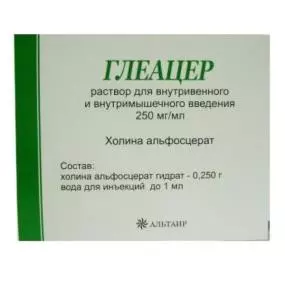 ГЛЕАЦЕР
раствор для внутривенного
и внутримышечного введения
250 мг/мл
Холина альфосцерат
Состав:
холина альфосцерат гидрат - 0,250 г
вода для инъекций до 1 мл
АЛЬТАИР